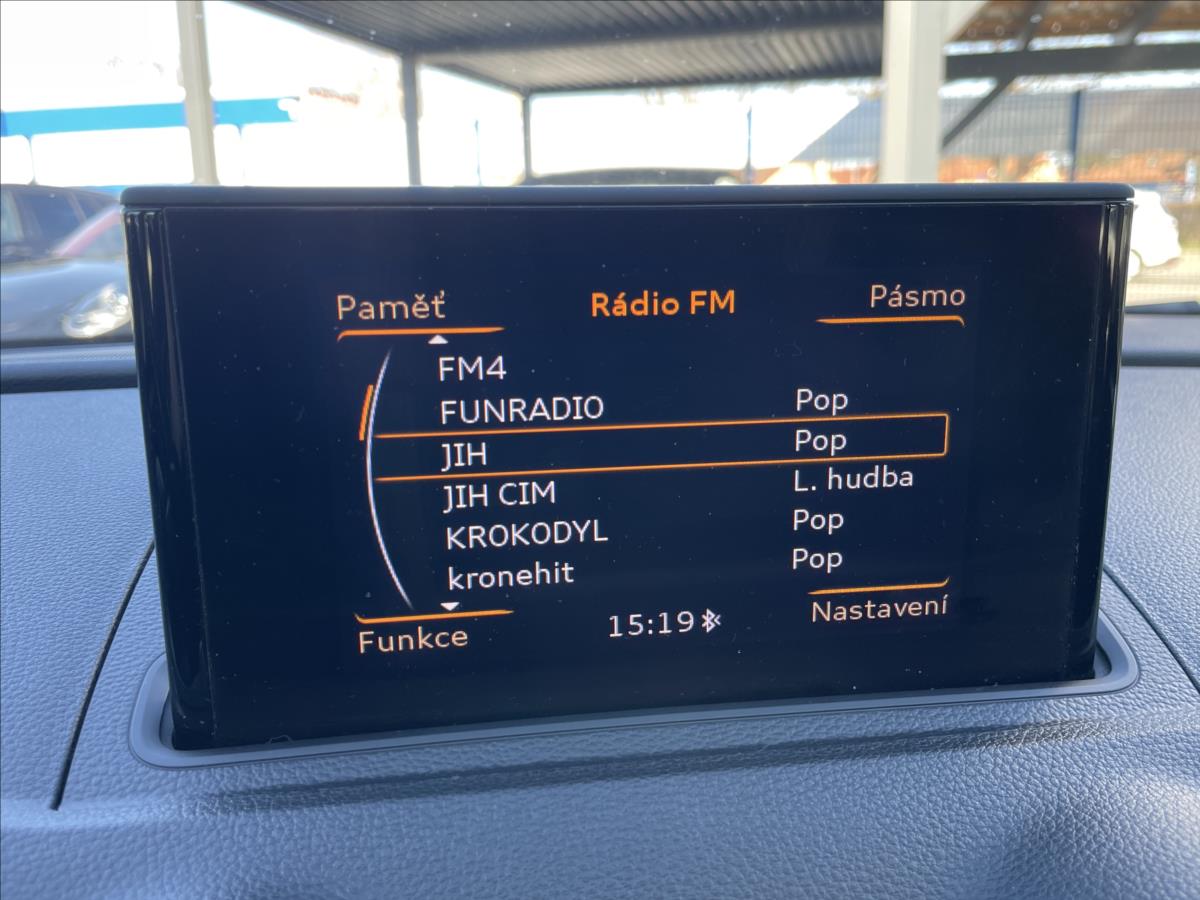 Paměť Rádio FM Pásmo
FM4
FUNRADIO Pop
JIH Pop
JIH CIM L. hudba
KROKODYL Pop
kronehit Pop
Funkce 15:19 Nastavení